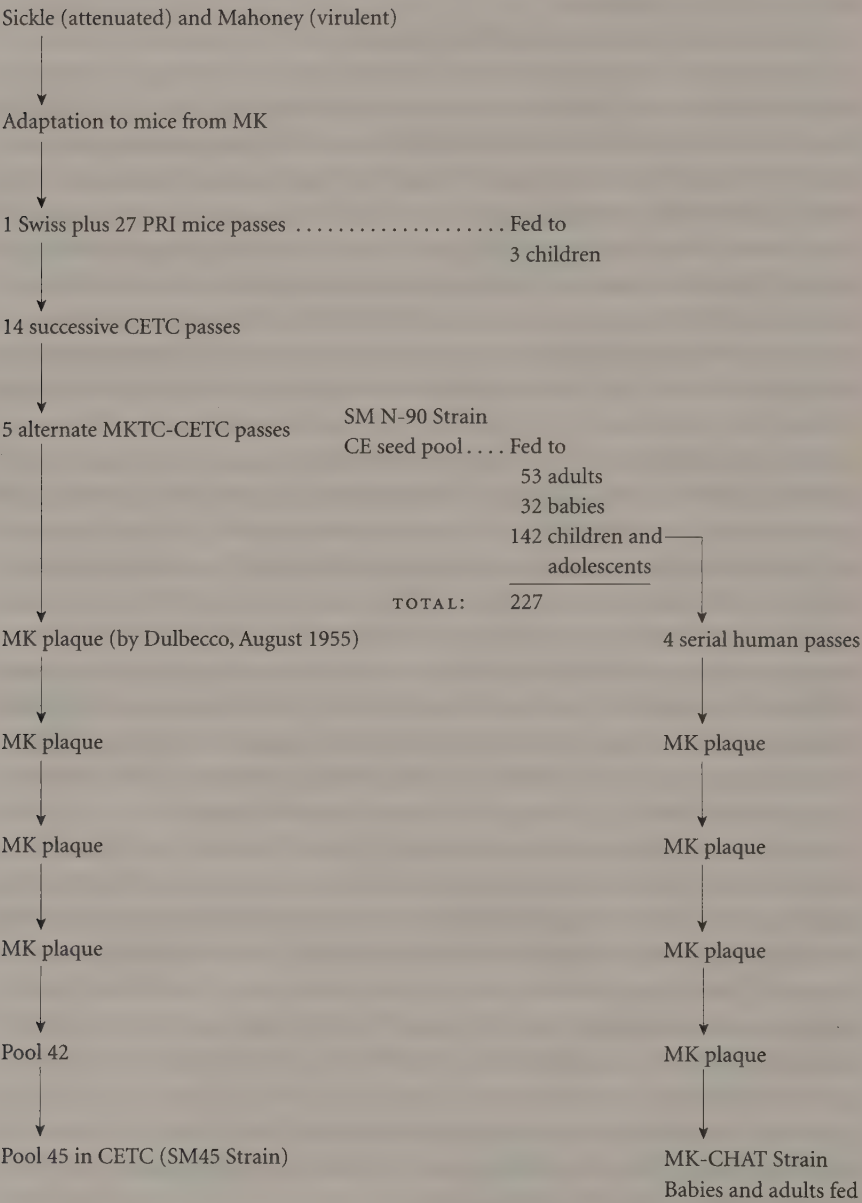 Sickle (attenuated) and Mahoney (virulent)
Adaptation to mice from MK
1 Swiss plus 27 PRI mice passes .................... Fed to
3 children
14 successive CETC passes
5 alternate MKTC-CETC passes
SM N-90 Strain
CE seed pool .... Fed to
53 adults
32 babies
142 children and
adolescents
TOTAL: 227
MK plaque (by Dulbecco, August 1955)
MK plaque
MK plaque
MK plaque
Pool 42
Pool 45 in CETC (SM45 Strain)
4 serial human passes
MK plaque
MK plaque
MK plaque
MK plaque
MK-CHAT Strain
Babies and adults fed